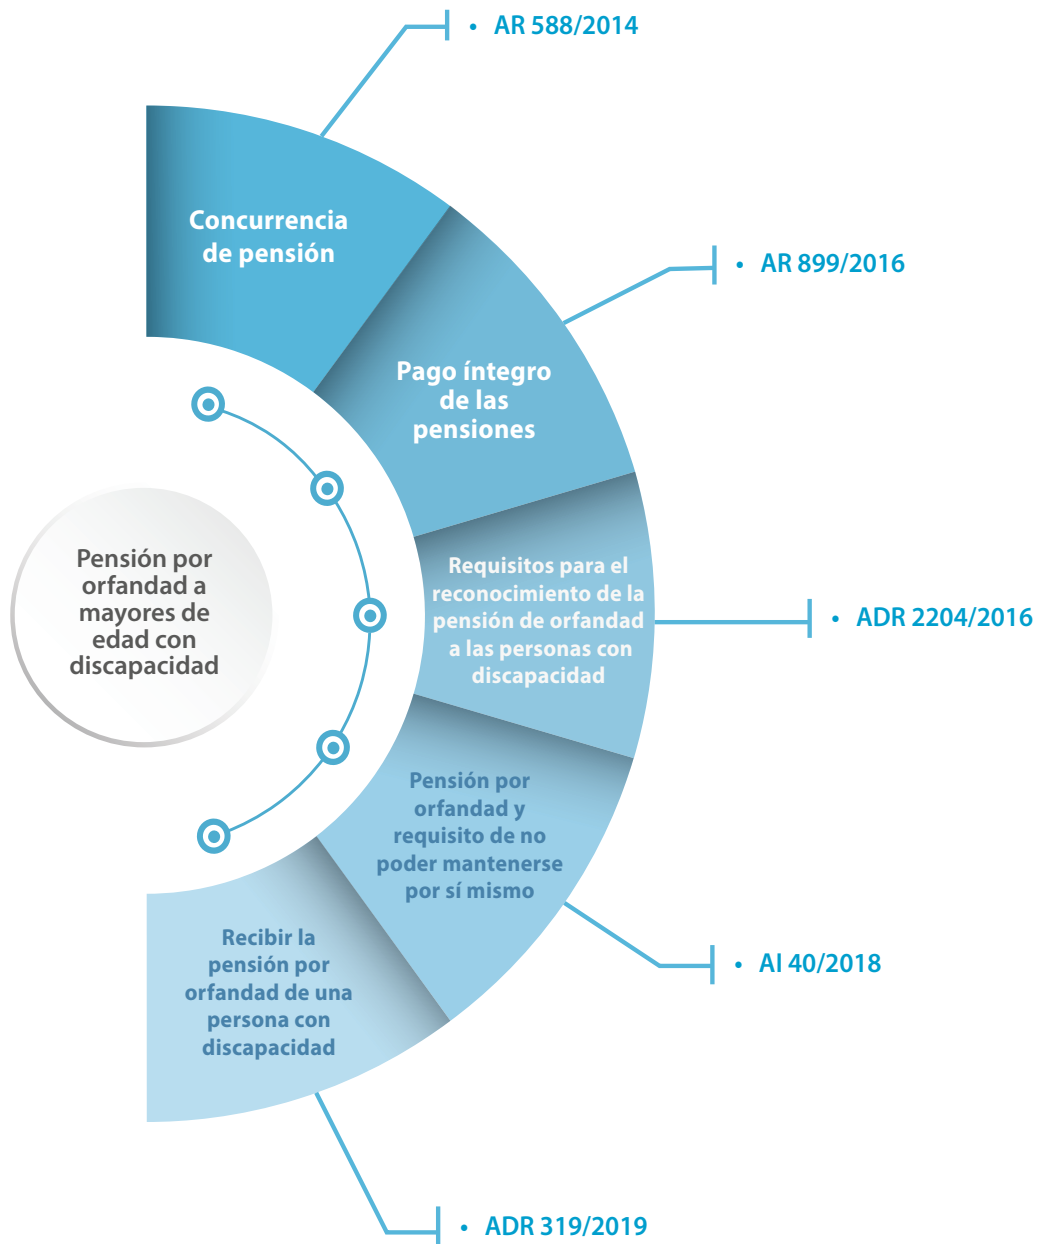 • AR 588/2014
Concurrencia
de pensión
• AR 899/2016
Pago íntegro
de las
pensiones
Pensión por
orfandad a
mayores de
edad con
discapacidad
Requisitos para el
reconocimiento de la
pensión de orfandad
a las personas con
discapacidad
• ADR 2204/2016
Pensión por
orfandad y
requisito de no
poder mantenerse
por sí mismo
• AI 40/2018
Recibir la
pensión por
orfandad de una
persona con
discapacidad
• ADR 319/2019